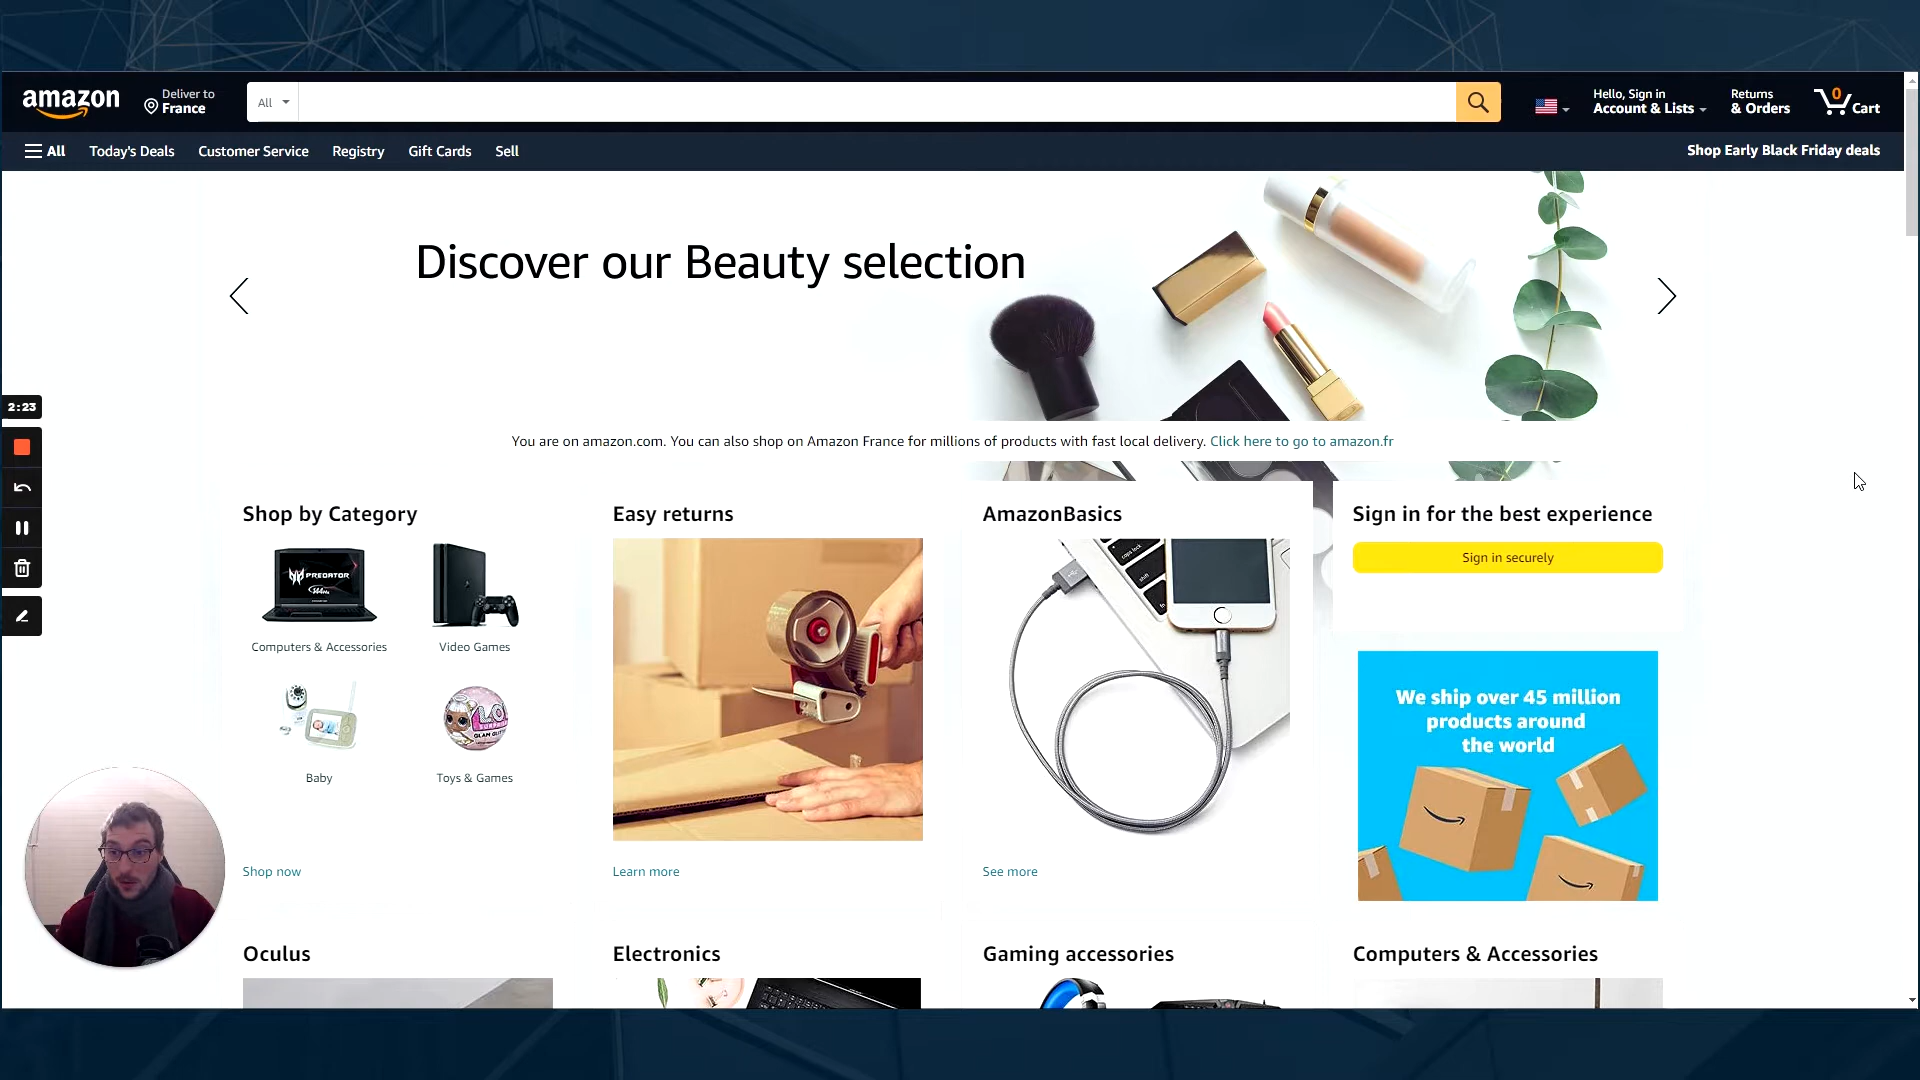 amazon
Deliver to
France
All
Hello, Sign in
Account & Lists
Returns
& Orders
0
Cart
All
Today's Deals
Customer Service
Registry
Gift Cards
Sell
Shop Early Black Friday deals
Discover our Beauty selection
You are on amazon.com. You can also shop on Amazon France for millions of products with fast local delivery. Click here to go to amazon.fr
2:23
Shop by Category
PREDATOR
Computers & Accessories
Video Games
Baby
Toys & Games
Shop now
Easy returns
Learn more
AmazonBasics
caps lock
shift
See more
Sign in for the best experience
Sign in securely
We ship over 45 million
products around
the world
Oculus
Electronics
Gaming accessories
Computers & Accessories